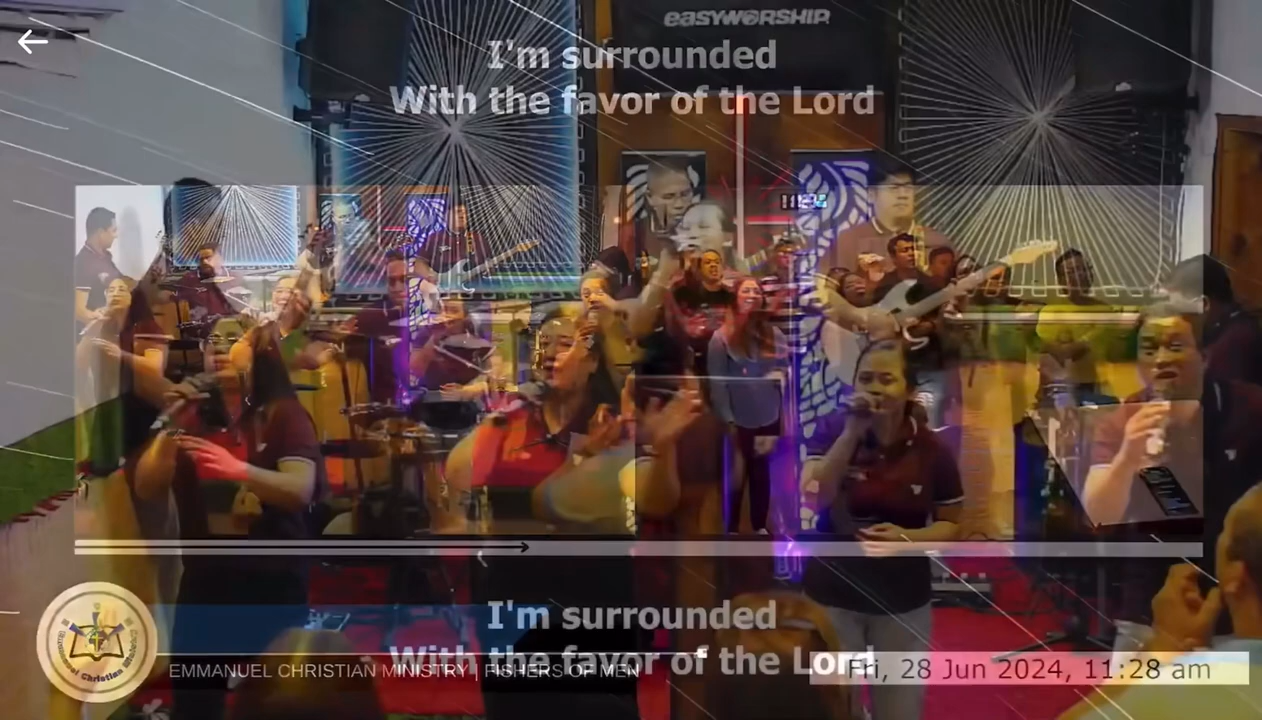 easyworship
I'm surrounded
With the favor of the Lord
I'm surrounded
With the favor of the Lord
EMMANUEL CHRISTIAN MINISTRY | FISHERS OF MEN
Fri, 28 Jun 2024, 11:28 am